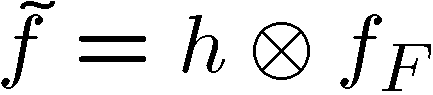 f̃ = h ⊗ f_F